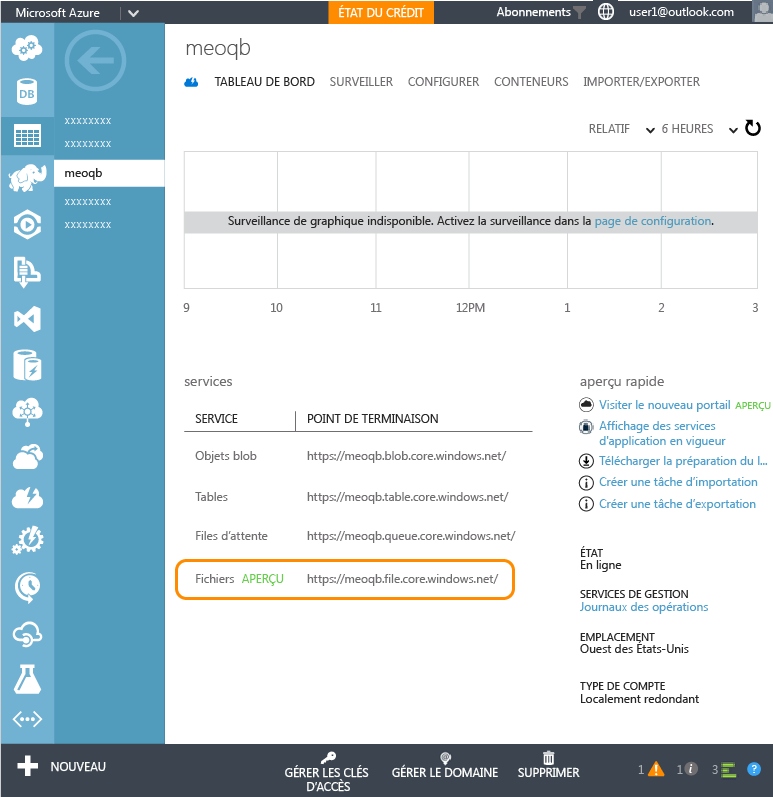 Microsoft Azure
ÉTAT DU CRÉDIT
Abonnements
user1@outlook.com
DB
xxxxxxxx
xxxxxxxx
meoqb
xxxxxxxx
xxxxxxxx
meoqb
TABLEAU DE BORD SURVEILLER CONFIGURER CONTENEURS IMPORTER/EXPORTER
RELATIF 6 HEURES
Surveillance de graphique indisponible. Activez la surveillance dans la page de configuration.
9 10 11 12PM 1 2 3
services
SERVICE POINT DE TERMINAISON
Objets blob https://meoqb.blob.core.windows.net/
Tables https://meoqb.table.core.windows.net/
Files d'attente https://meoqb.queue.core.windows.net/
Fichiers APERÇU https://meoqb.file.core.windows.net/
aperçu rapide
Visiter le nouveau portail APERÇU
Affichage des services
d'application en vigueur
Télécharger la préparation du l...
Créer une tâche d'importation
Créer une tâche d'exportation
ÉTAT
En ligne
SERVICES DE GESTION
Journaux des opérations
EMPLACEMENT
Ouest des États-Unis
TYPE DE COMPTE
Localement redondant
NOUVEAU
GÉRER LES CLÉS
D'ACCÈS
GÉRER LE DOMAINE
SUPPRIMER
1 1 3 ?